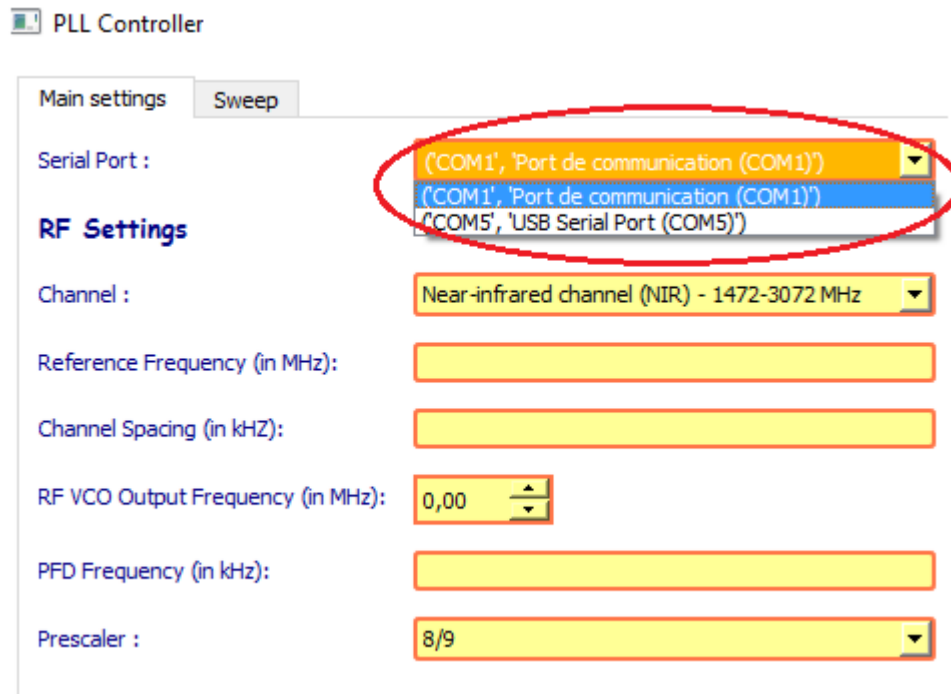 PLL Controller
Main settings
Sweep
Serial Port :
('COM1', 'Port de communication (COM1)')
('COM1', 'Port de communication (COM1)')
('COM5', 'USB Serial Port (COM5)')
RF Settings
Channel :
Near-infrared channel (NIR) - 1472-3072 MHz
Reference Frequency (in MHz):
Channel Spacing (in kHZ):
RF VCO Output Frequency (in MHz):
0,00
PFD Frequency (in kHz):
Prescaler :
8/9